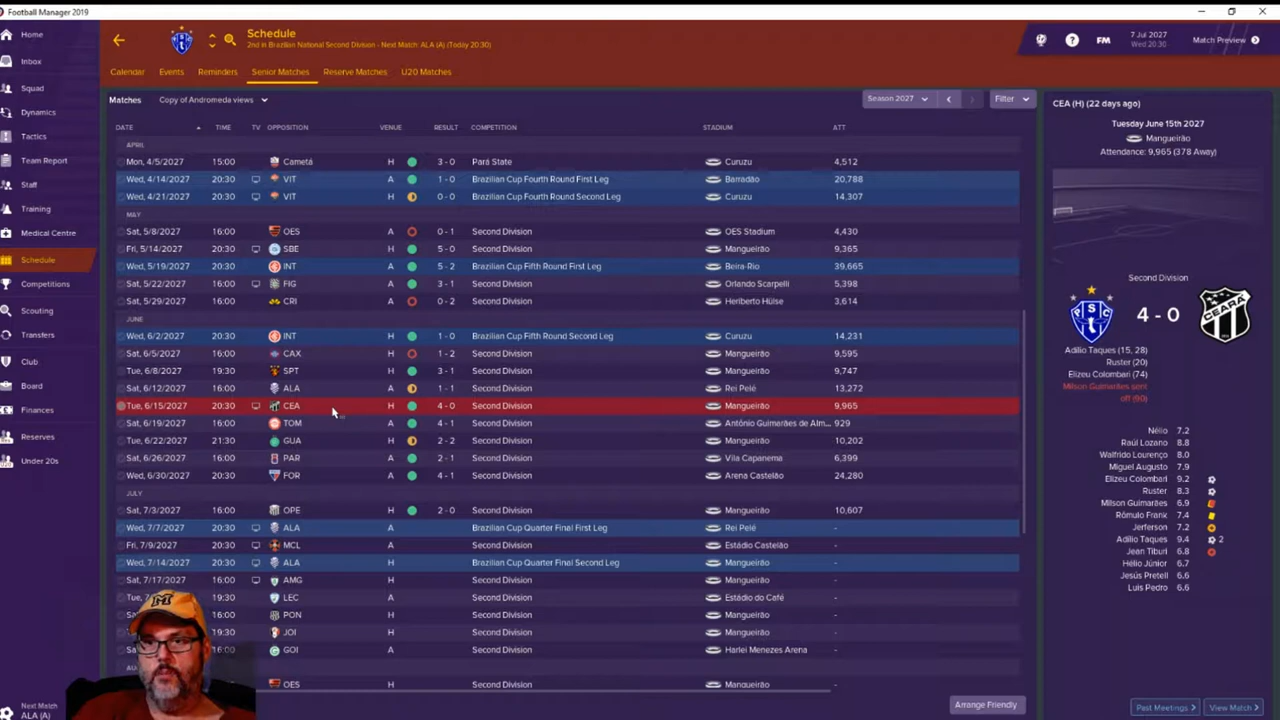 Football Manager 2019
Home
Inbox
Squad
Dynamics
Tactics
Team Report
Staff
Training
Medical Centre
Schedule
Competitions
Scouting
Transfers
Club
Board
Finances
Reserves
Under 20s
Next Match
ALA (A)
Schedule
2nd in Brazilian National Second Division - Next Match: ALA (A) (Today 20:30)
FM 7 Jul 2027
Wed 20:30
Match Preview
Calendar Events Reminders Senior Matches Reserve Matches U20 Matches
Matches Copy of Andromeda views Season 2027 Filter
DATE TIME TV OPPOSITION VENUE RESULT COMPETITION STADIUM ATT
APRIL
Mon, 4/5/2027 15:00 Cametá H 3 - 0 Pará State Curuzu 4,512
Wed, 4/14/2027 20:30 VIT A 1 - 0 Brazilian Cup Fourth Round First Leg Barradão 20,788
Wed, 4/21/2027 20:30 VIT H 0 - 0 Brazilian Cup Fourth Round Second Leg Curuzu 14,307
MAY
Sat, 5/8/2027 16:00 OES A 0 - 1 Second Division OES Stadium 4,430
Fri, 5/14/2027 20:30 SBE H 5 - 0 Second Division Mangueirão 9,365
Wed, 5/19/2027 20:30 INT A 5 - 2 Brazilian Cup Fifth Round First Leg Beira-Rio 39,665
Sat, 5/22/2027 16:00 FIG A 3 - 1 Second Division Orlando Scarpelli 5,398
Sat, 5/29/2027 16:00 CRI A 0 - 2 Second Division Heriberto Hülse 3,614
JUNE
Wed, 6/2/2027 20:30 INT H 1 - 0 Brazilian Cup Fifth Round Second Leg Curuzu 14,231
Sat, 6/5/2027 16:00 CAX H 1 - 2 Second Division Mangueirão 9,595
Tue, 6/8/2027 19:30 SPT H 3 - 1 Second Division Mangueirão 9,747
Sat, 6/12/2027 16:00 ALA A 1 - 1 Second Division Rei Pelé 13,272
Tue, 6/15/2027 20:30 CEA H 4 - 0 Second Division Mangueirão 9,965
Sat, 6/19/2027 16:00 TOM A 4 - 1 Second Division Antônio Guimarães de Alm... 929
Tue, 6/22/2027 21:30 GUA H 2 - 2 Second Division Mangueirão 10,202
Sat, 6/26/2027 16:00 PAR A 2 - 1 Second Division Vila Capanema 6,399
Wed, 6/30/2027 20:30 FOR A 4 - 1 Second Division Arena Castelão 24,280
JULY
Sat, 7/3/2027 16:00 OPE H 2 - 0 Second Division Mangueirão 10,607
Wed, 7/7/2027 20:30 ALA A Brazilian Cup Quarter Final First Leg Rei Pelé -
Fri, 7/9/2027 20:30 MCL A Second Division Estádio Castelão -
Wed, 7/14/2027 20:30 ALA H Brazilian Cup Quarter Final Second Leg Mangueirão -
Sat, 7/17/2027 16:00 AMG H Second Division Mangueirão -
Tue, 19:30 LEC A Second Division Estádio do Café -
16:00 PON H Second Division Mangueirão -
19:30 JOI H Second Division Mangueirão -
16:00 GOI A Second Division Harlei Menezes Arena -
OES H Second Division Mangueirão -
Arrange Friendly
CEA (H) (22 days ago)
Tuesday June 15th 2027
Mangueirão
Attendance: 9,965 (378 Away)
Second Division
PSC 4 - 0 CEARÁ
Adílio Taques (15, 28)
Ruster (20)
Elizeu Colombari (74)
Milson Guimarães sent
off (90)
Nélio 7.2
Raúl Lozano 8.8
Walfrido Lourenço 8.0
Miguel Augusto 7.9
Elizeu Colombari 9.2
Ruster 8.3
Milson Guimarães 6.9
Rômulo Frank 7.4
Jerferson 7.2
Adílio Taques 9.4 2
Jean Tiburi 6.8
Hélio Júnior 6.7
Jesús Pretell 6.6
Luis Pedro 6.6
Past Meetings View Match